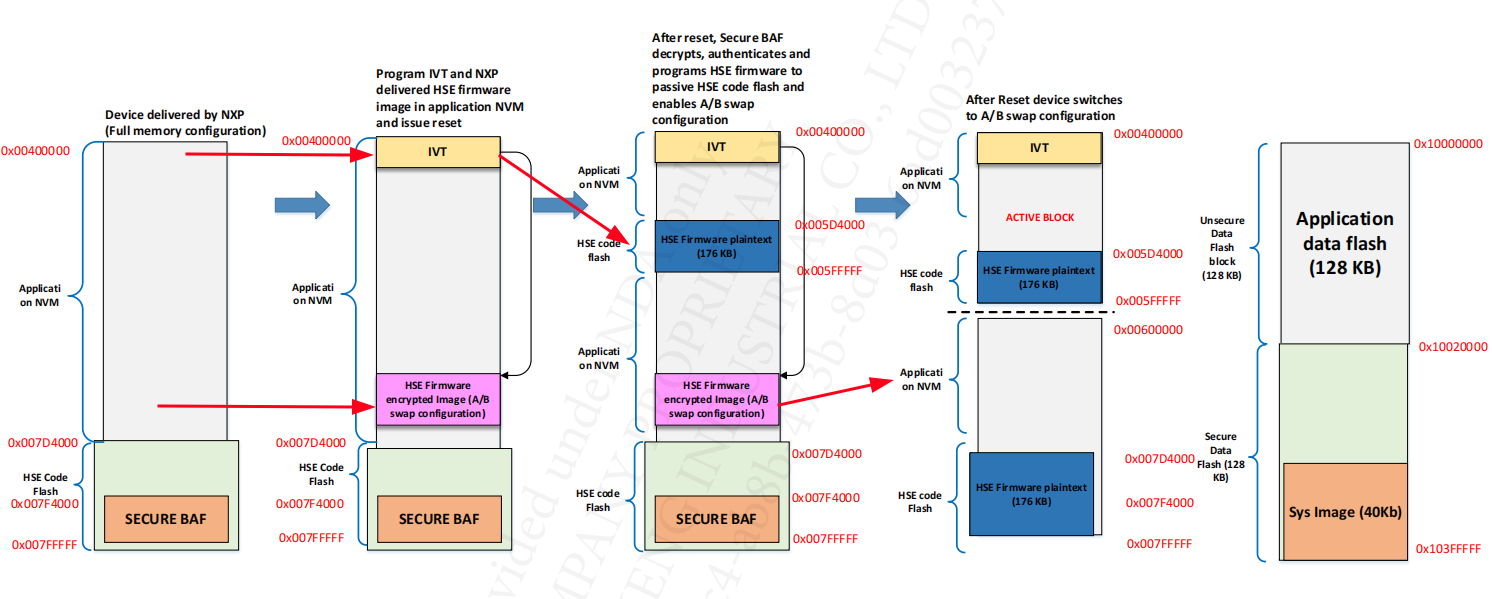 Device delivered by NXP
(Full memory configuration)
0x00400000
Applicati
on NVM
0x007D4000
HSE Code
Flash
0x007F4000
0x007FFFFF
SECURE BAF
Program IVT and NXP
delivered HSE firmware
image in application NVM
and issue reset
0x00400000
IVT
Applicati
on NVM
HSE Firmware
encrypted Image (A/B
swap configuration)
0x007D4000
HSE Code
Flash
0x007F4000
0x007FFFFF
SECURE BAF
After reset, Secure BAF
decrypts, authenticates and
programs HSE firmware to
passive HSE code flash and
enables A/B swap
configuration
0x00400000
IVT
Applicati
on NVM
0x005D4000
HSE code
flash
HSE Firmware plaintext
(176 KB)
0x005FFFFF
Applicati
on NVM
HSE Firmware
encrypted Image (A/B
swap configuration)
0x007D4000
HSE code
Flash
0x007F4000
SECURE BAF
0x007FFFFF
After Reset device switches
to A/B swap configuration
0x00400000
IVT
Applicati
on NVM
ACTIVE BLOCK
0x005D4000
HSE code
flash
HSE Firmware plaintext
(176 KB)
0x005FFFFF
0x00600000
Applicati
on NVM
0x007D4000
HSE code
Flash
HSE Firmware plaintext
(176 KB)
0x007F4000
0x007FFFFF
0x10000000
Unsecure
Data
Flash
block
(128 KB)
Application
data flash
(128 KB)
0x10020000
Secure
Data
Flash (128
KB)
Sys Image (40Kb)
0x103FFFFF